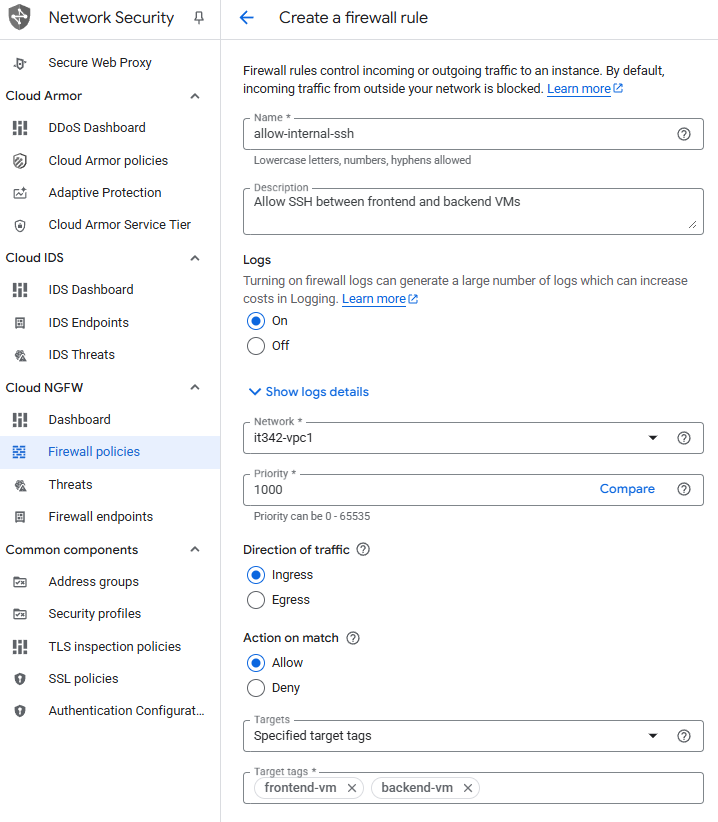 Network Security
Secure Web Proxy
Cloud Armor
DDoS Dashboard
Cloud Armor policies
Adaptive Protection
Cloud Armor Service Tier
Cloud IDS
IDS Dashboard
IDS Endpoints
IDS Threats
Cloud NGFW
Dashboard
Firewall policies
Threats
Firewall endpoints
Common components
Address groups
Security profiles
TLS inspection policies
SSL policies
Authentication Configurat...
Create a firewall rule
Firewall rules control incoming or outgoing traffic to an instance. By default,
incoming traffic from outside your network is blocked. Learn more
Name *
allow-internal-ssh
Lowercase letters, numbers, hyphens allowed
Description
Allow SSH between frontend and backend VMs
Logs
Turning on firewall logs can generate a large number of logs which can increase
costs in Logging. Learn more
On
Off
Show logs details
Network *
it342-vpc1
Priority *
1000 Compare
Priority can be 0 - 65535
Direction of traffic
Ingress
Egress
Action on match
Allow
Deny
Targets
Specified target tags
Target tags *
frontend-vm backend-vm